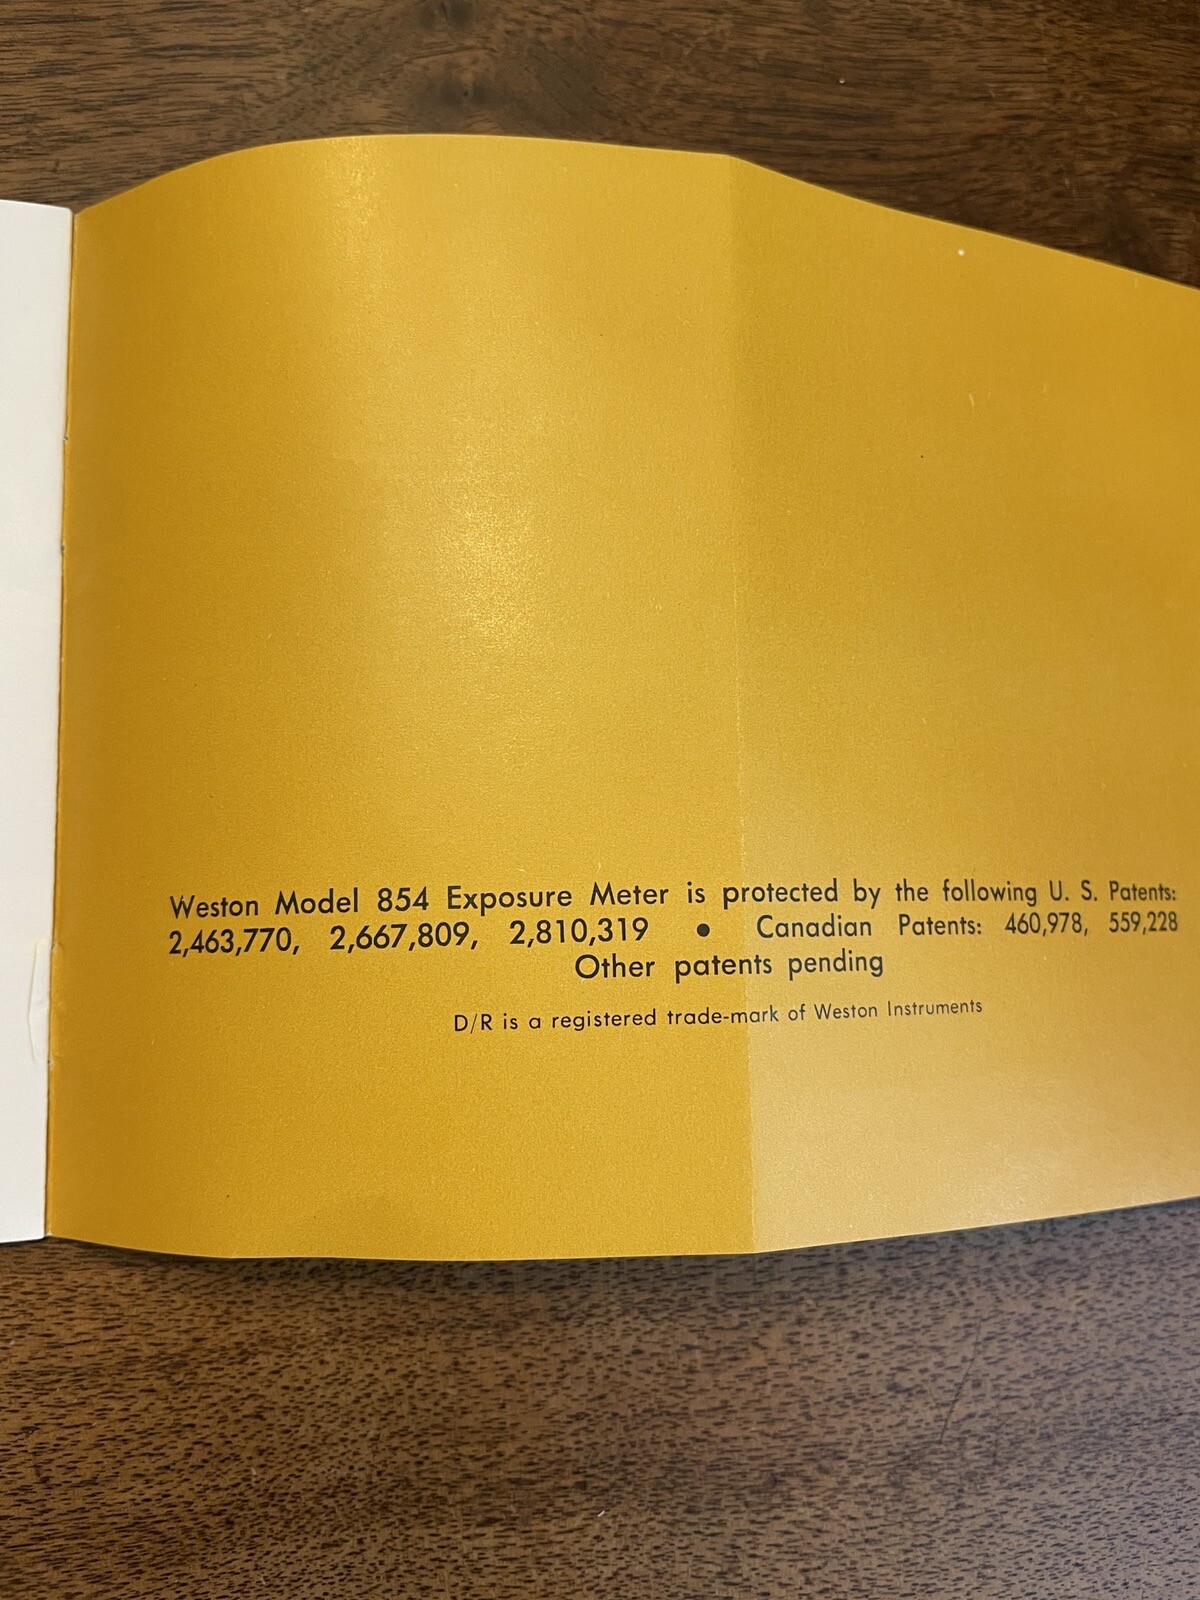 Weston Model 854 Exposure Meter is protected by the following U. S. Patents:
2,463,770, 2,667,809, 2,810,319 • Canadian Patents: 460,978, 559,228
Other patents pending
D/R is a registered trade-mark of Weston Instruments